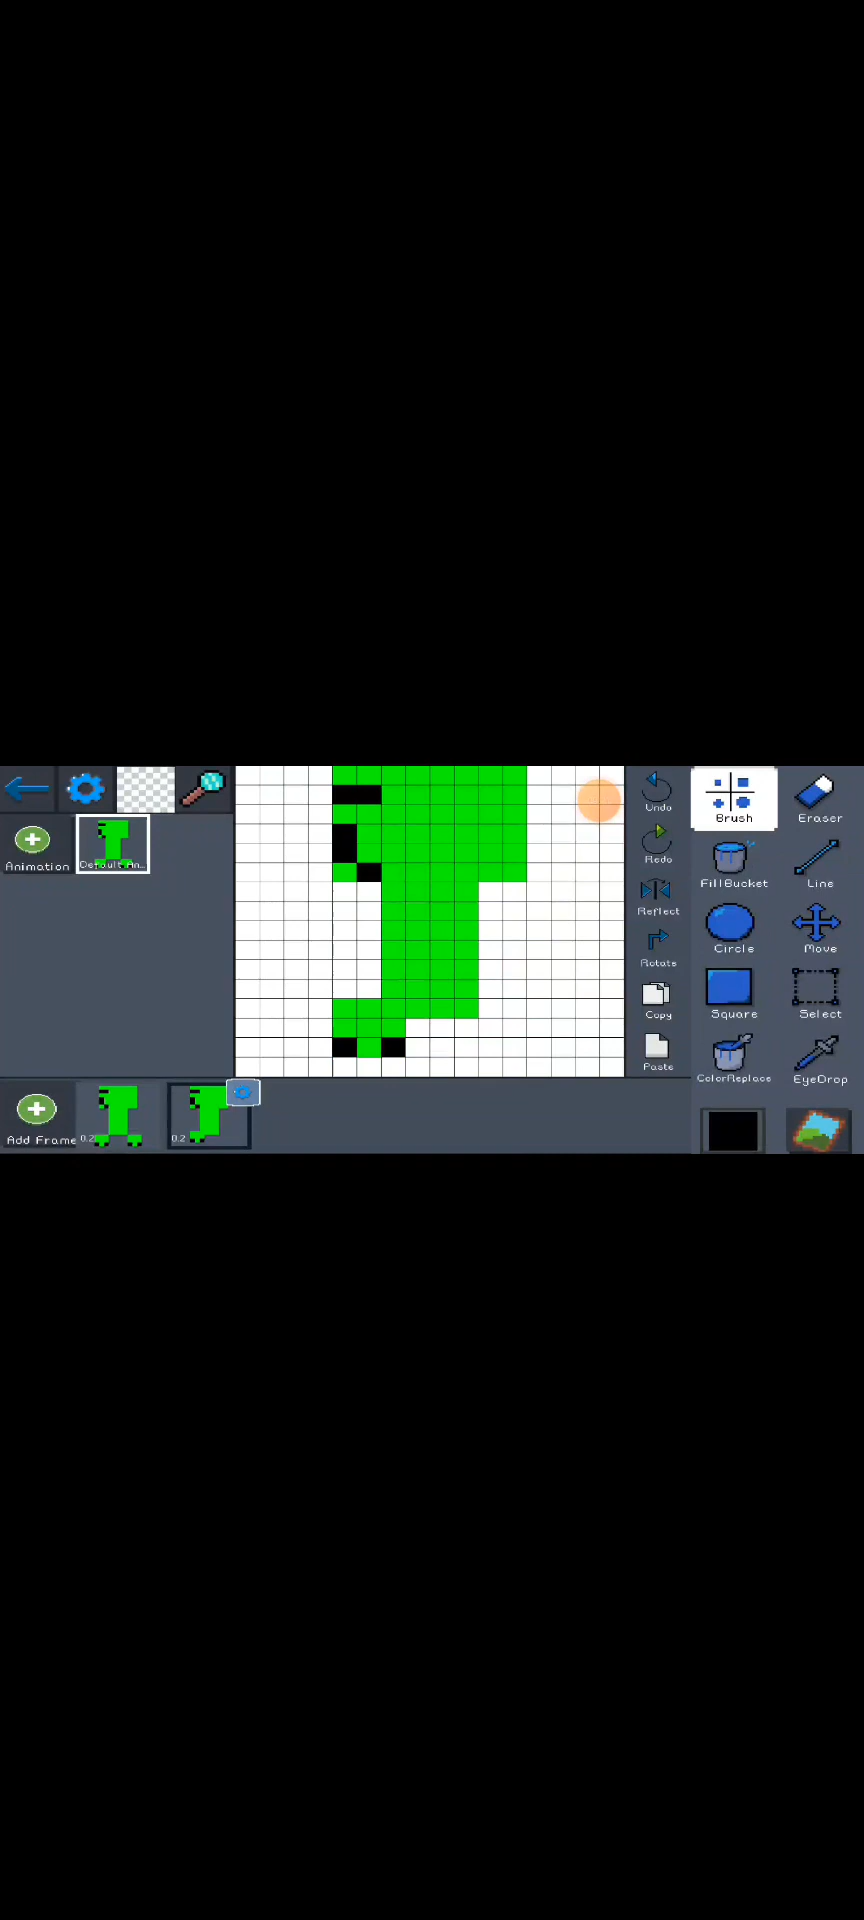 Undo
Brush
Eraser
Animation
Default An...
Redo
FillBucket
Line
Reflect
Circle
Move
Rotate
Copy
Square
Select
Paste
ColorReplace
EyeDrop
Add Frame
0.2
0.2